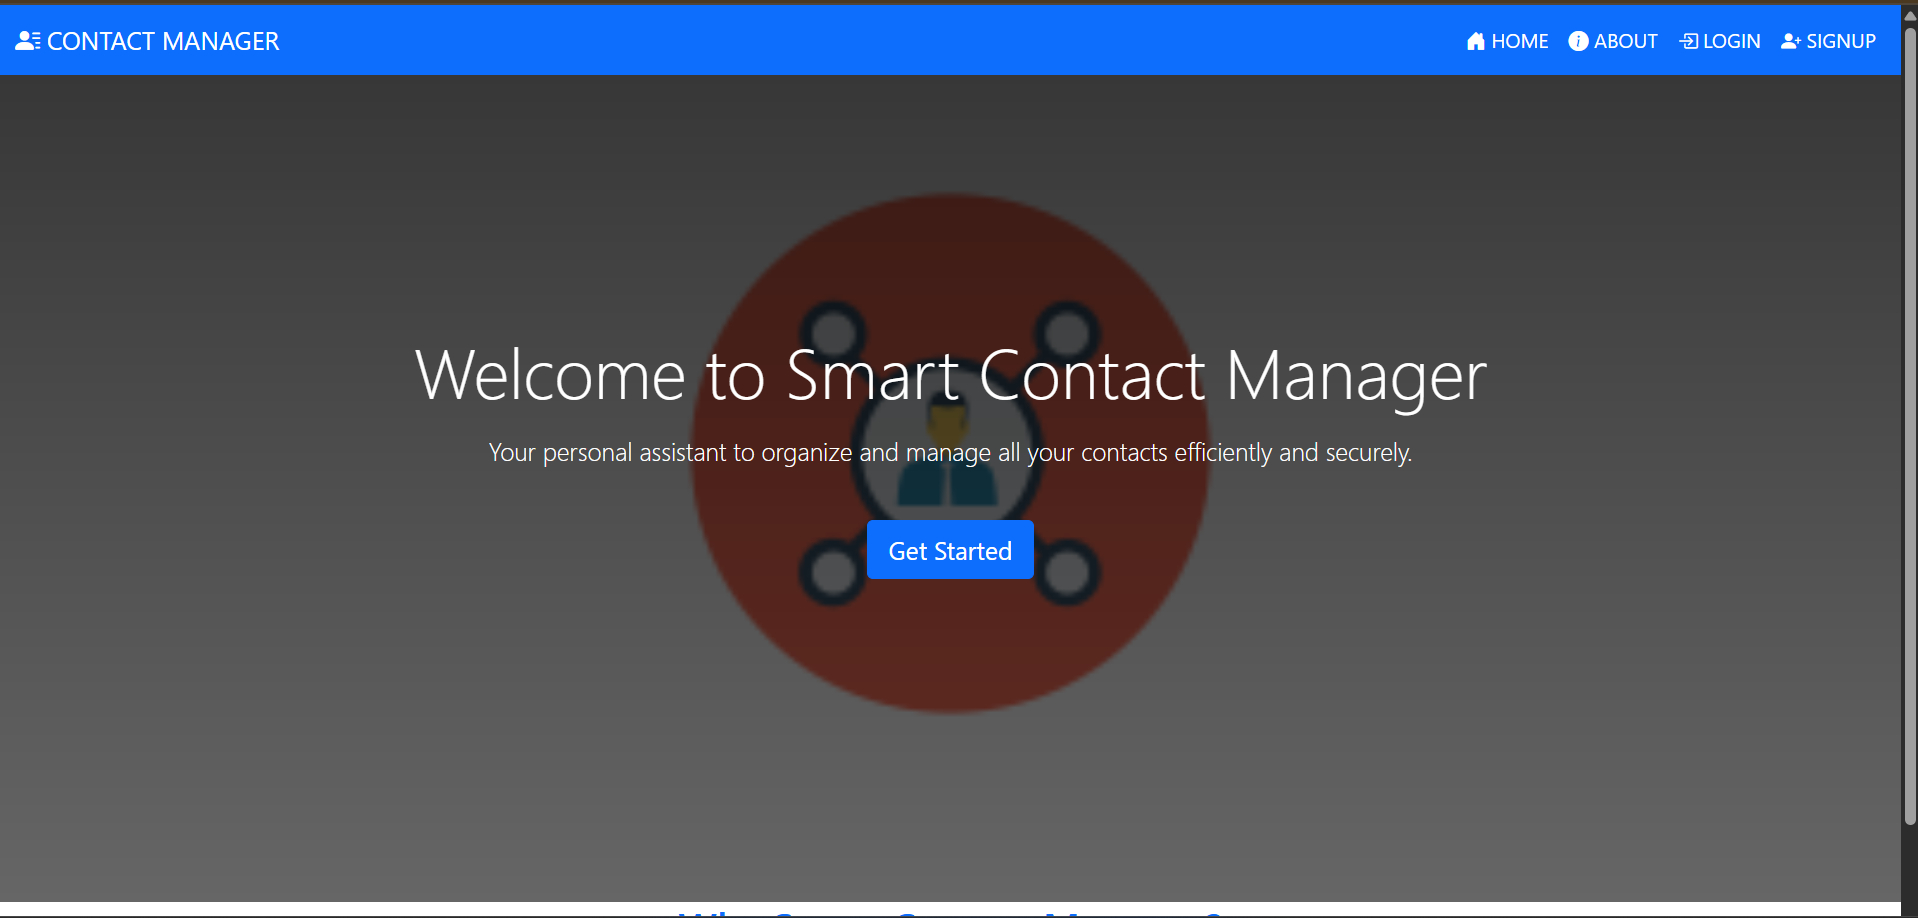 CONTACT MANAGER
HOME ABOUT LOGIN SIGNUP
Welcome to Smart Contact Manager
Your personal assistant to organize and manage all your contacts efficiently and securely.
Get Started